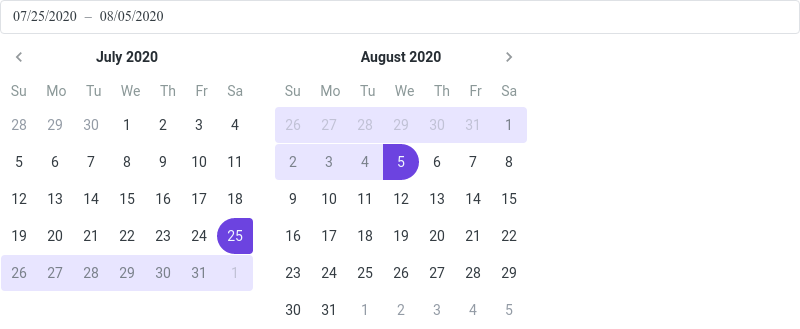 07/25/2020 – 08/05/2020
July 2020
Su Mo Tu We Th Fr Sa
28 29 30 1 2 3 4
5 6 7 8 9 10 11
12 13 14 15 16 17 18
19 20 21 22 23 24 25
26 27 28 29 30 31 1
August 2020
Su Mo Tu We Th Fr Sa
26 27 28 29 30 31 1
2 3 4 5 6 7 8
9 10 11 12 13 14 15
16 17 18 19 20 21 22
23 24 25 26 27 28 29
30 31 1 2 3 4 5